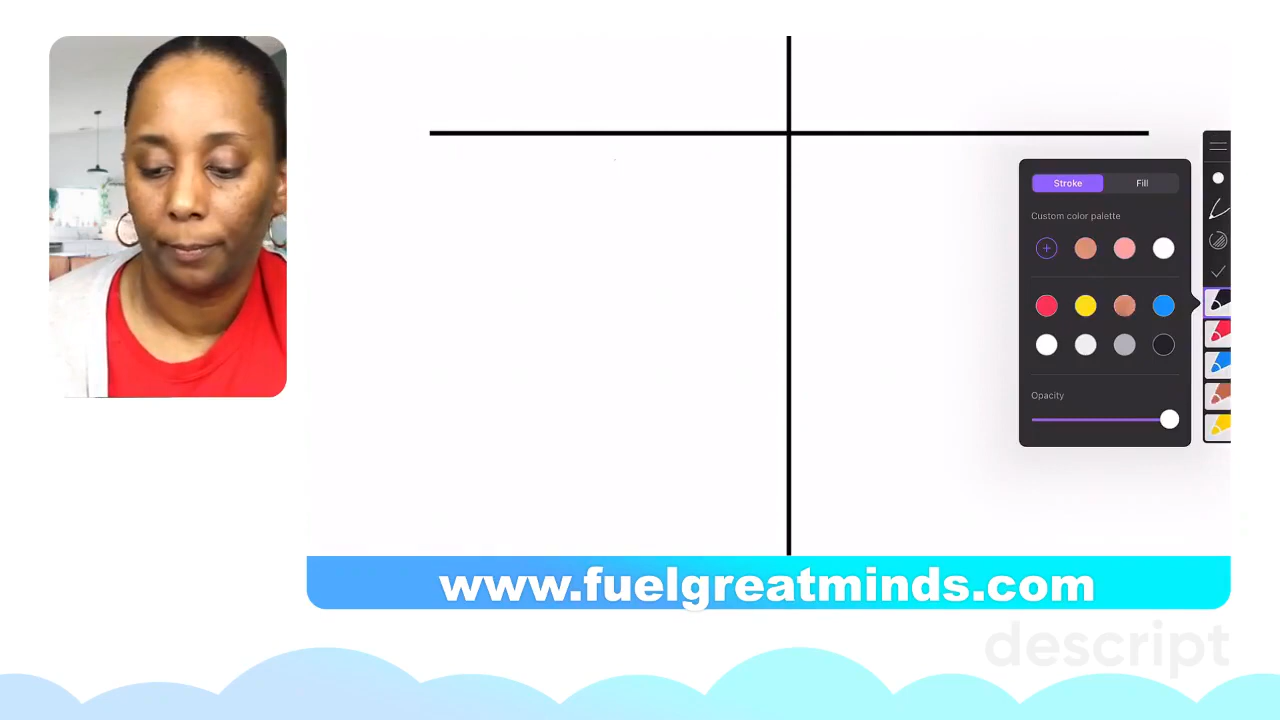 Stroke Fill
Custom color palette
Opacity
www.fuelgreatminds.com
descript